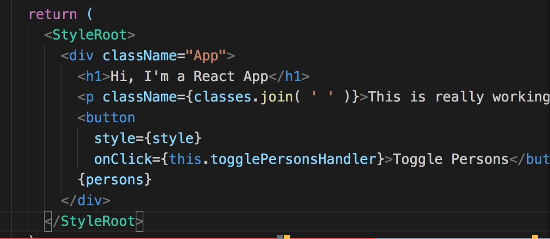 return (
<StyleRoot>
<div className="App">
<h1>Hi, I'm a React App</h1>
<p className={classes.join( ' ' )}>This is really working
<button
style={style}
onClick={this.togglePersonsHandler}>Toggle Persons</but
{persons}
</div>
</StyleRoot>